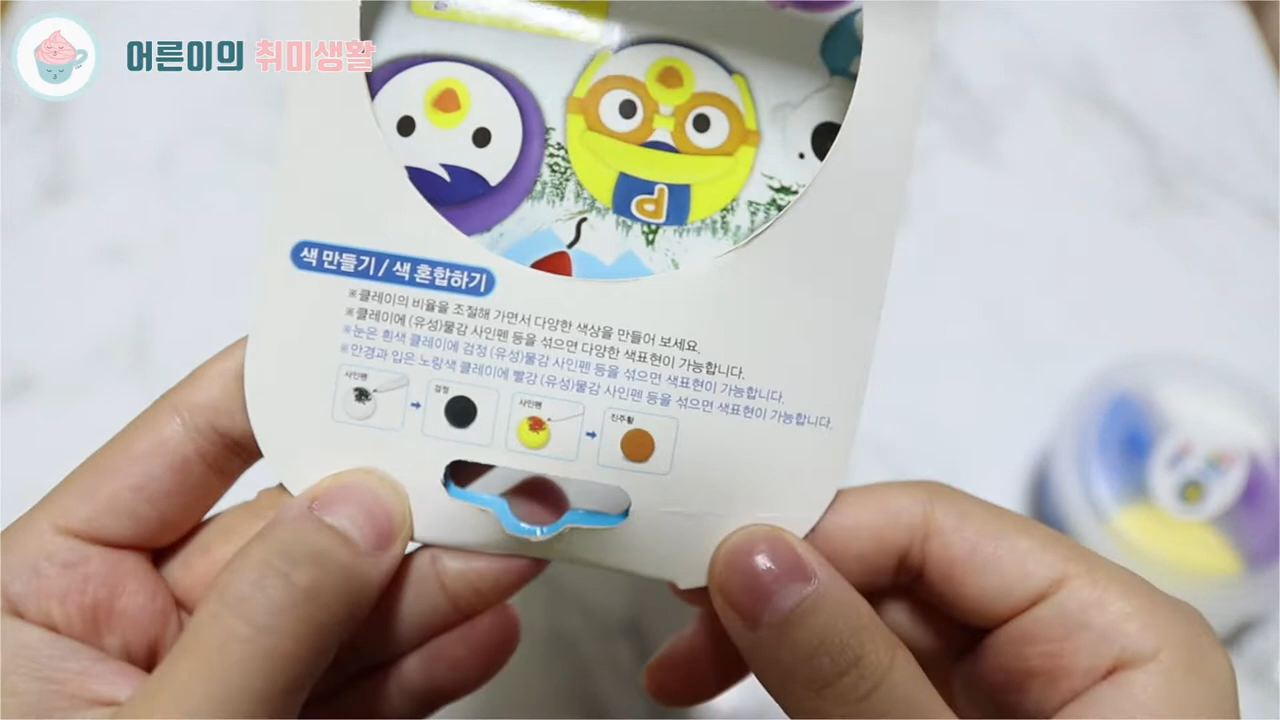 어른이의 취미생활
P
색 만들기 / 색 혼합하기
※클레이의 비율을 조절해 가면서 다양한 색상을 만들어 보세요.
※클레이에 (유성)물감 사인펜 등을 섞으면 다양한 색표현이 가능합니다.
※눈은 흰색 클레이에 검정 (유성)물감 사인펜 등을 섞으면 색표현이 가능합니다.
※안경과 입은 노랑색 클레이에 빨강 (유성)물감 사인펜 등을 섞으면 색표현이 가능합니다.
사인펜 검정 사인펜 진주황